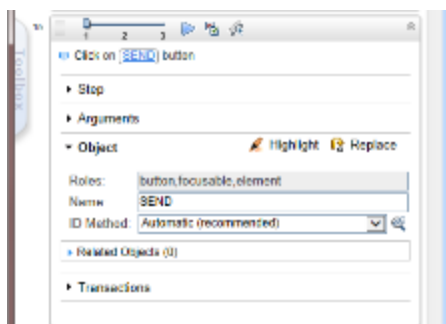 1 2 3
Click on [SEND] button
Step
Arguments
Object Highlight Replace
Roles: button,focusable,element
Name SEND
ID Method: Automatic (recommended)
Related Objects (0)
Transactions
Toolbox